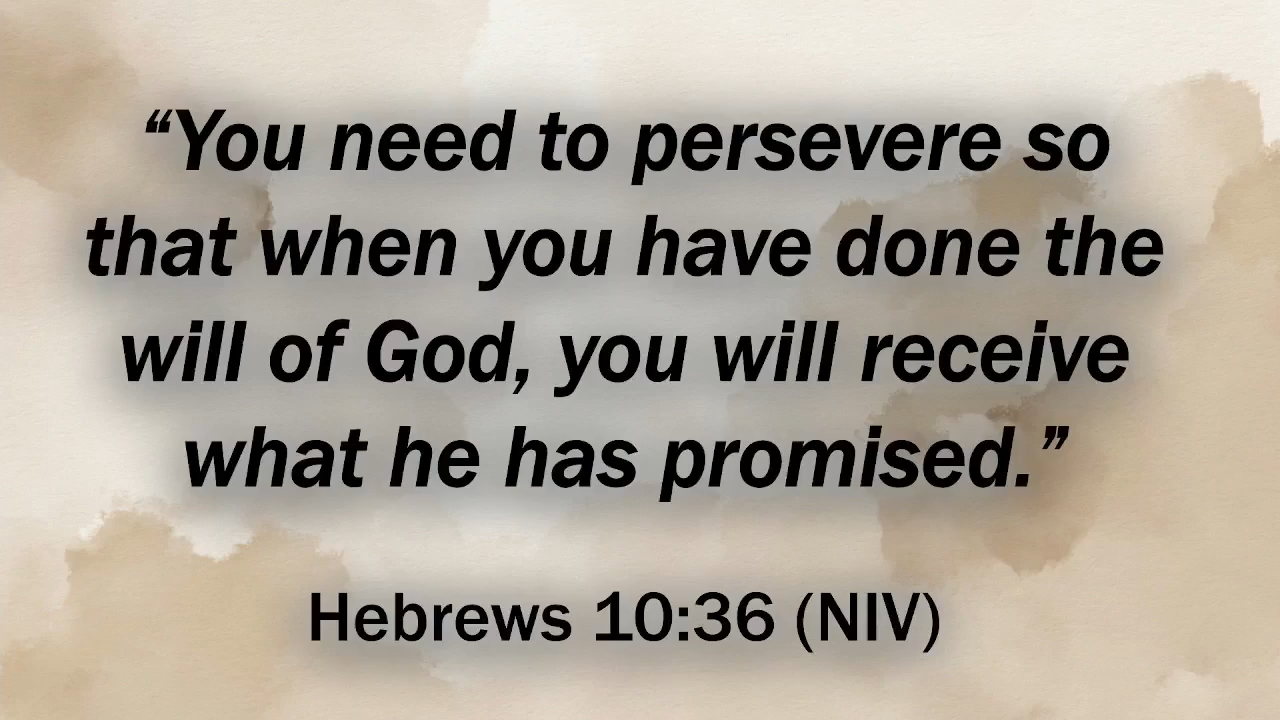 “You need to persevere so
that when you have done the
will of God, you will receive
what he has promised.”
Hebrews 10:36 (NIV)